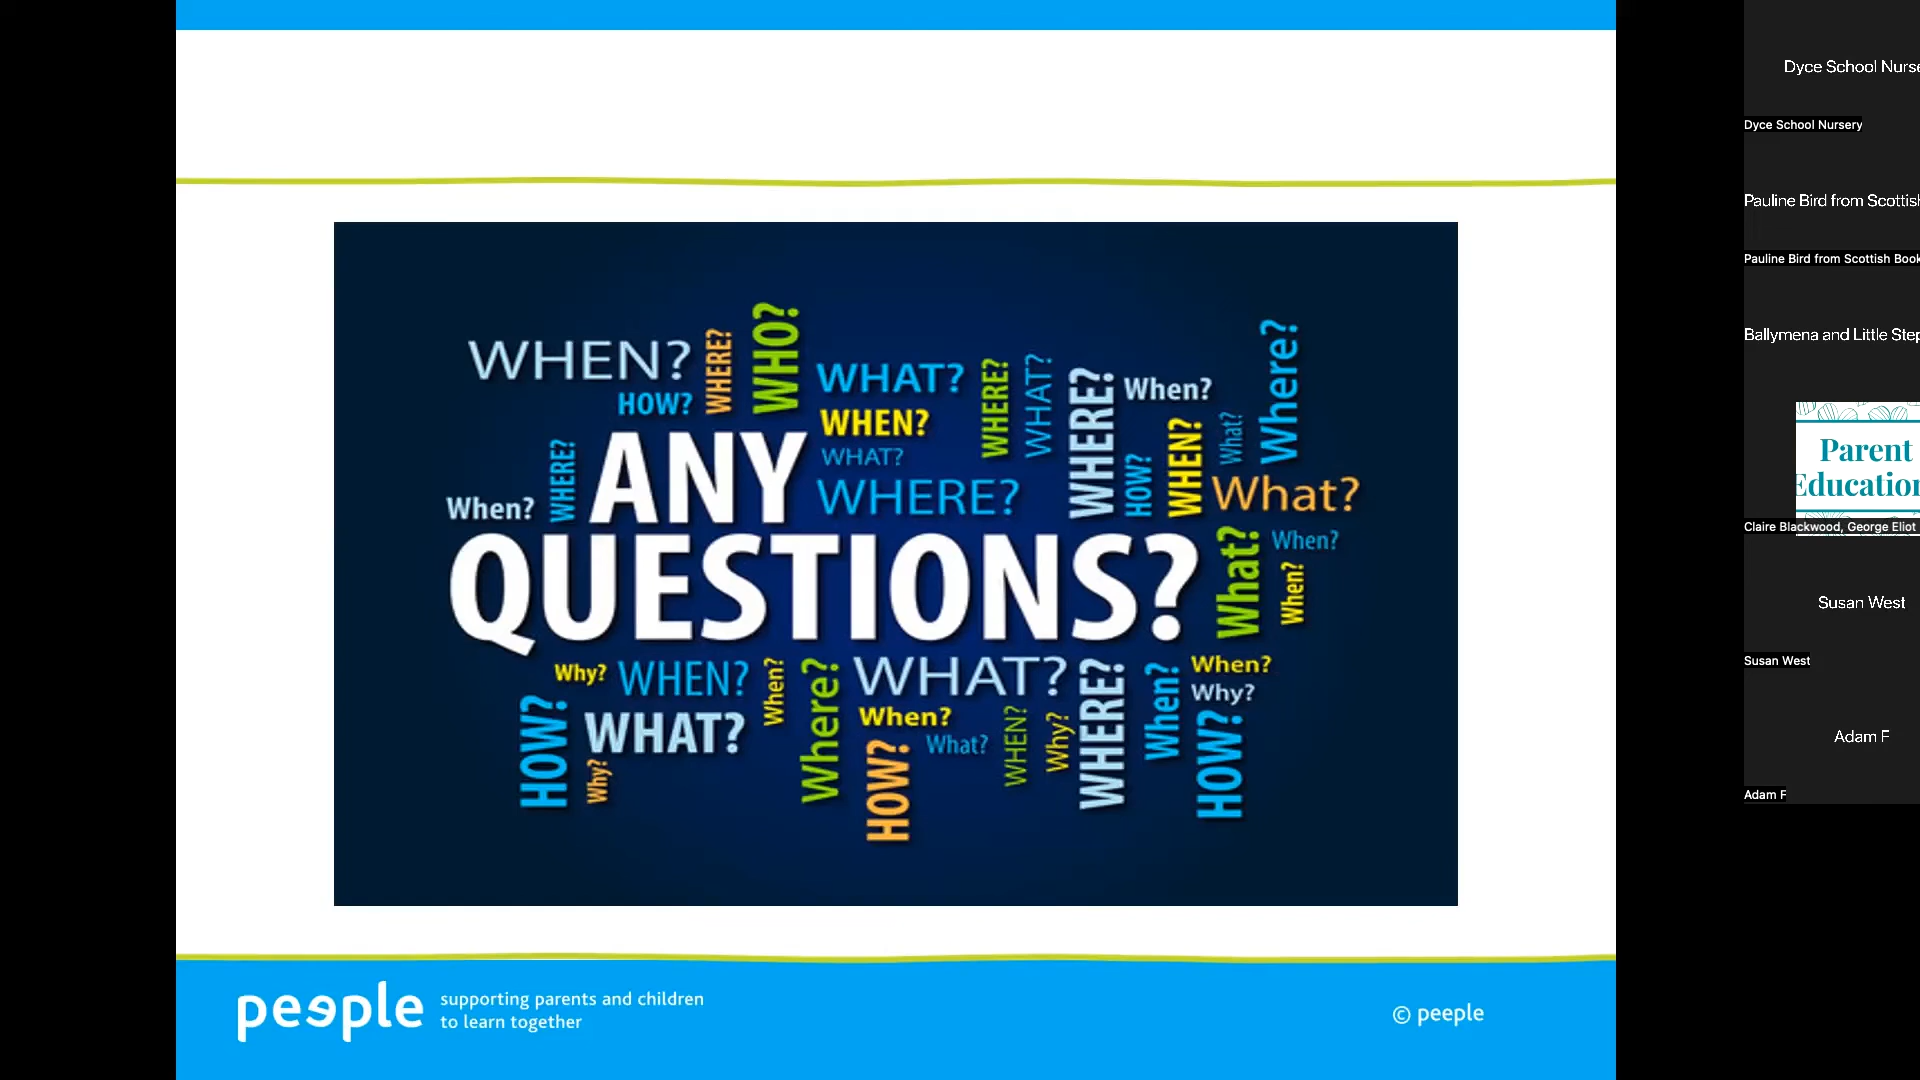 WHEN?
WHERE?
WHO?
HOW?
WHAT?
WHEN?
WHAT?
WHERE?
WHERE?
WHAT?
WHERE?
When?
HOW?
WHEN?
What?
Where?
What?
When?
WHERE?
ANY
QUESTIONS?
What?
When?
When?
Why?
WHEN?
When?
Where?
WHAT?
WHERE?
When?
When?
Why?
HOW?
WHAT?
Why?
When?
HOW?
What?
WHEN?
Why?
HOW?
peeple
supporting parents and children
to learn together
© peeple
Dyce School Nurse
Dyce School Nursery
Pauline Bird from Scottish
Pauline Bird from Scottish Book
Ballymena and Little Step
Parent
Education
Claire Blackwood, George Eliot
Susan West
Susan West
Adam F
Adam F